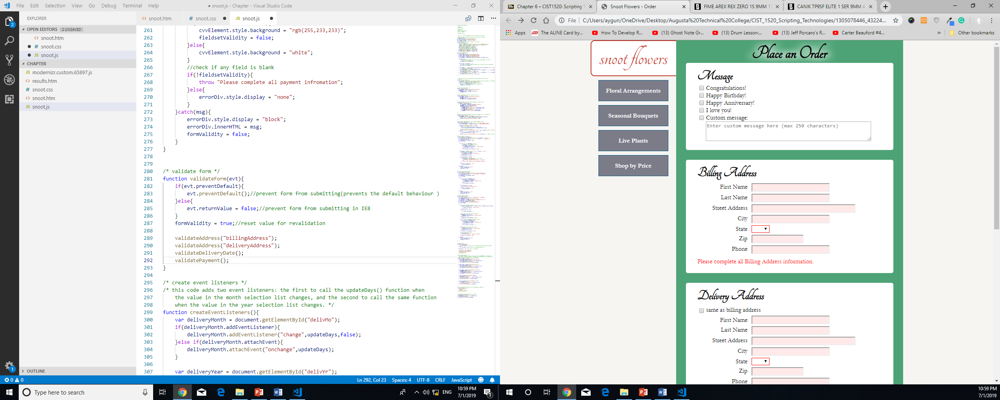 File Edit Selection View Go Debug Terminal Help
● snoot.js - Chapter - Visual Studio Code
EXPLORER
OPEN EDITORS 2 UNSAVED
<> snoot.htm
# snoot.css
JS snoot.js
CHAPTER
JS modernizr.custom.65897.js
<> results.htm
# snoot.css
<> snoot.htm
JS snoot.js
OUTLINE
2
1
<> snoot.htm # snoot.css ● JS snoot.js ●
261 cvvElement.style.background = "rgb(255,233,233)";
262 fieldsetValidity = false;
263 }else{
264 cvvElement.style.background = "white";
265 }
266 //check if any field is blank
267 if(!fieldsetValidity){
268 throw "Please complete all payment infromation";
269 }else{
270 errorDiv.style.display = "none";
271 }
272 }catch(msg){
273 errorDiv.style.display = "block";
274 errorDiv.innerHTML = msg;
275 formValidity = false;
276 }
277 }
278
279
280 /* validate form */
281 function validateForm(evt){
282 if(evt.preventDefault){
283 evt.preventDefault();//prevent form from submitting(prevents the default behaviour )
284 }else{
285 evt.returnValue = false;//prevent form from submitting in IE8
286 }
287 formValidity = true;//reset value for revalidation
288
289 validateAddress("billingAddress");
290 validateAddress("deliveryAddress");
291 validateDeliveryDate();
292 validatePayment();
293 }
294
295 /* create event listeners */
296 /* this code adds two event listeners: the first to call the updateDays() function when
297 the value in the month selection list changes, and the second to call the same function
298 when the value in the year selection list changes. */
299 function createEventListeners(){
300 var deliveryMonth = document.getElementById("delivMo");
301 if(deliveryMonth.addEventListener){
302 deliveryMonth.addEventListener("change",updateDays,false);
303 }else if(deliveryMonth.attachEvent){
304 deliveryMonth.attachEvent("onchange",updateDays);
305 }
306
307 var deliveryYear = document.getElementById("delivYr");
0 0
Ln 292, Col 23 Spaces: 4 UTF-8 CRLF JavaScript
Type here to search
ENG
10:59 PM
7/1/2019
1
Bb Chapter 6 – CIST1520: Scripting T
Snoot Flowers - Order
FIME AREX REX ZERO 1S 9MM 17
CANIK TP9SF ELITE 1 SER 9MM 4
File C:/Users/aygun/OneDrive/Desktop/Augusta%20Technical%20College/CIST_1520_Scripting_Technologies/1305078446_43224...
Apps The ALINE Card by... How To Develop R... (13) Ghost Note Gr... (13) Drum Lesson:... (13) Jeff Porcaro's R... Carter Beauford #4... » Other bookmarks
snoot flowers
Floral Arrangements
Seasonal Bouquets
Live Plants
Shop by Price
Place an Order
Message
Congratulations!
Happy Birthday!
Happy Anniversary!
I love you!
Custom message:
Enter custom message here (max 250 characters)
Billing Address
First Name
Last Name
Street Address
City
State
Zip
Phone
Please complete all Billing Address information.
Delivery Address
same as billing address
First Name
Last Name
Street Address
City
State
Zip
Phone
10:59 PM
7/1/2019